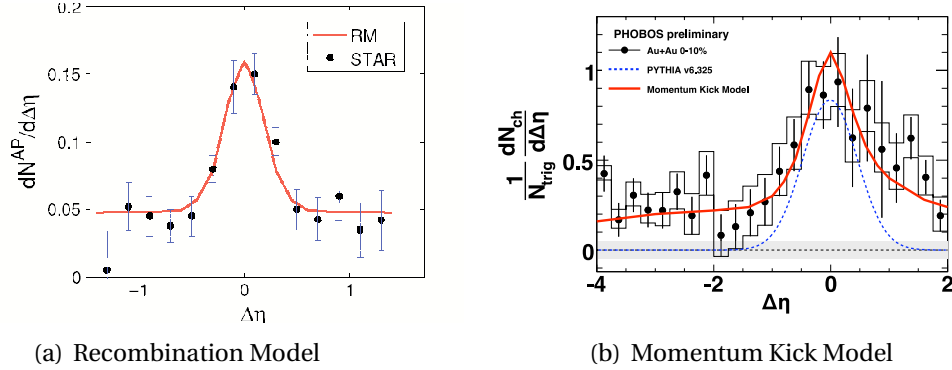 0.2
0.15
0.1
0.05
0
dN^AP/dΔη
RM
STAR
−1
0
1
Δη
(a) Recombination Model
PHOBOS preliminary
Au+Au 0-10%
PYTHIA v6.325
Momentum Kick Model
1
0.5
0
1/N_trig dN_ch/dΔη
-4
-2
0
2
Δη
(b) Momentum Kick Model